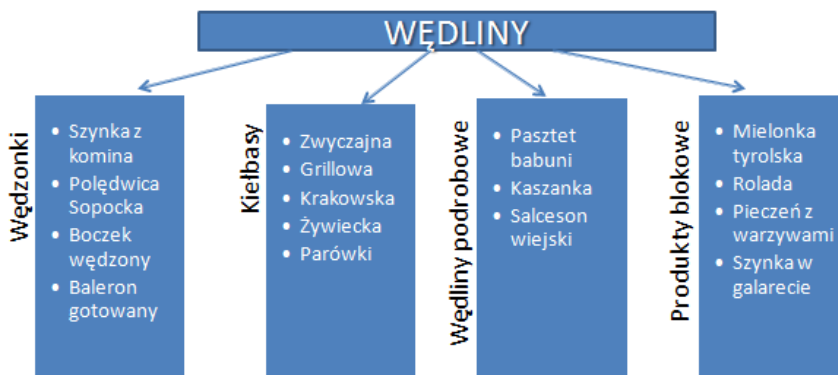 WĘDLINY
Wędzonki
• Szynka z
komina
• Polędwica
Sopocka
• Boczek
wędzony
• Baleron
gotowany
Kiełbasy
• Zwyczajna
• Grillowa
• Krakowska
• Żywiecka
• Parówki
Wędliny podrobowe
• Pasztet
babuni
• Kaszanka
• Salceson
wiejski
Produkty blokowe
• Mielonka
tyrolska
• Rolada
• Pieczeń z
warzywami
• Szynka w
galarecie